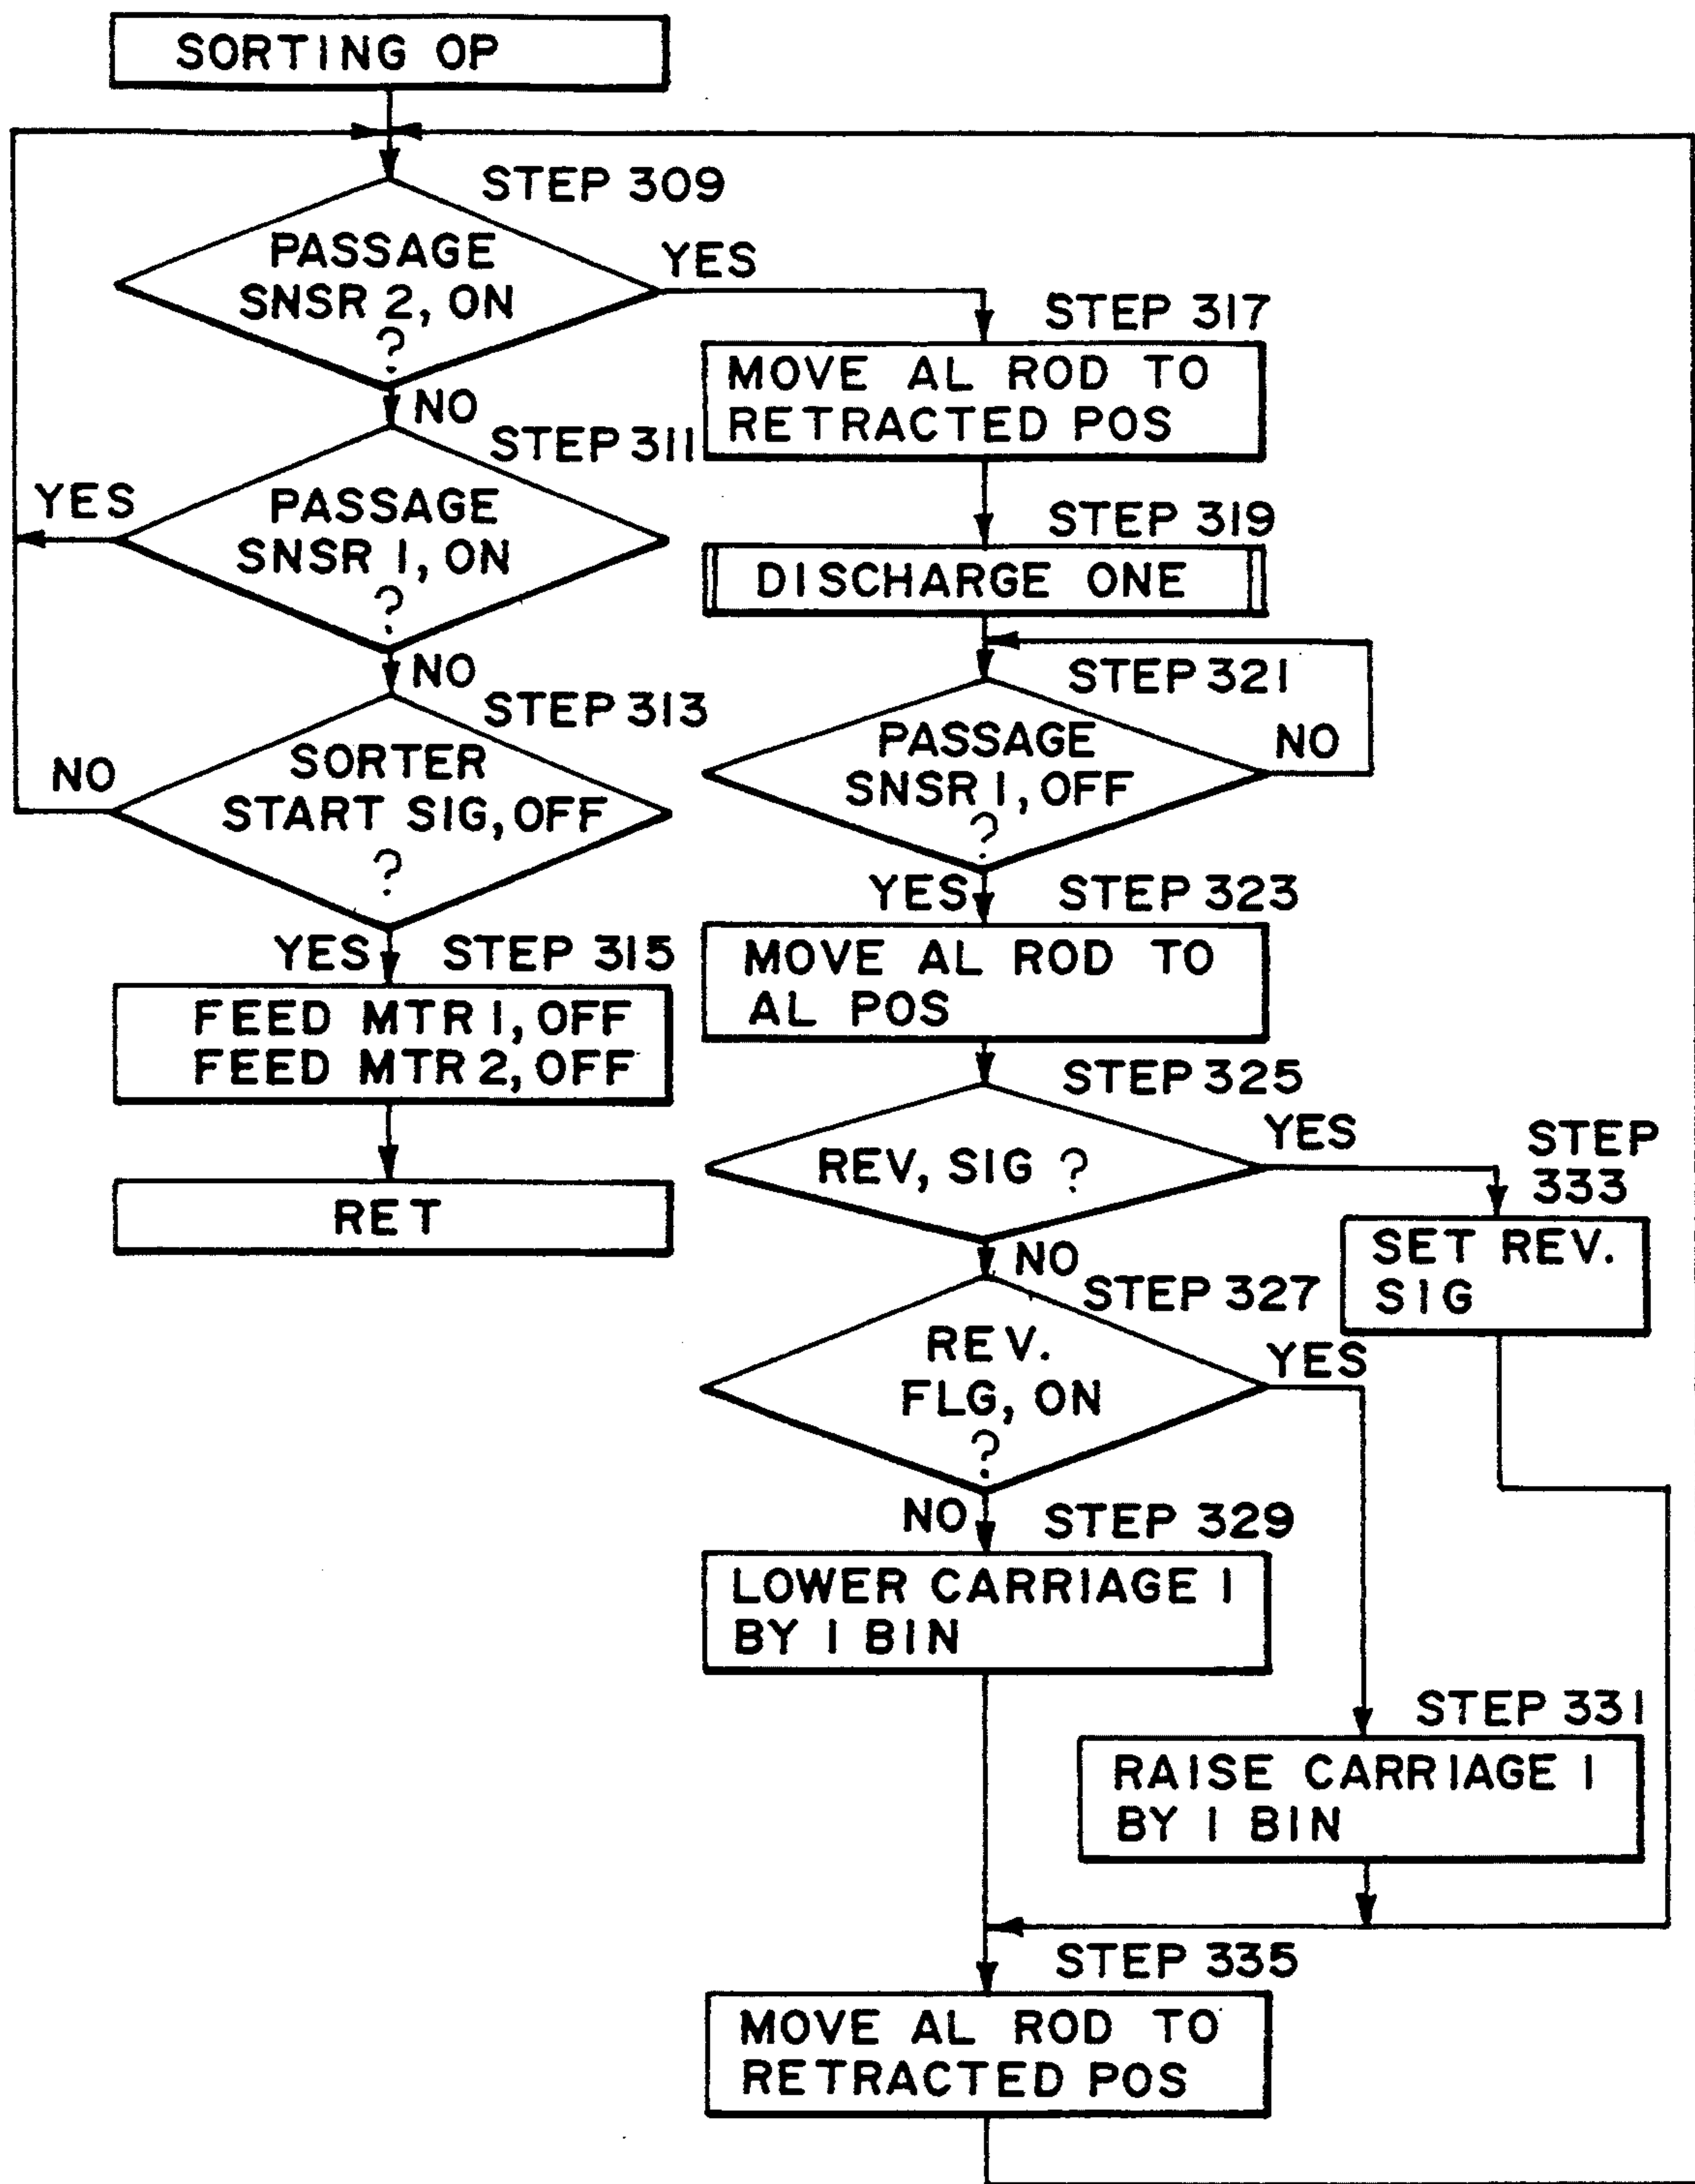 SORTING OP
STEP 309
PASSAGE
SNSR 2, ON
?
YES
NO
STEP 311
PASSAGE
SNSR 1, ON
?
YES
NO
STEP 313
SORTER
START SIG, OFF
?
NO
YES
STEP 315
FEED MTR 1, OFF
FEED MTR 2, OFF
RET
STEP 317
MOVE AL ROD TO
RETRACTED POS
STEP 319
DISCHARGE ONE
STEP 321
PASSAGE
SNSR 1, OFF
?
NO
YES
STEP 323
MOVE AL ROD TO
AL POS
STEP 325
REV, SIG ?
YES
NO
STEP
333
SET REV.
SIG
STEP 327
REV.
FLG, ON
?
YES
NO
STEP 329
LOWER CARRIAGE 1
BY 1 BIN
STEP 331
RAISE CARRIAGE 1
BY 1 BIN
STEP 335
MOVE AL ROD TO
RETRACTED POS